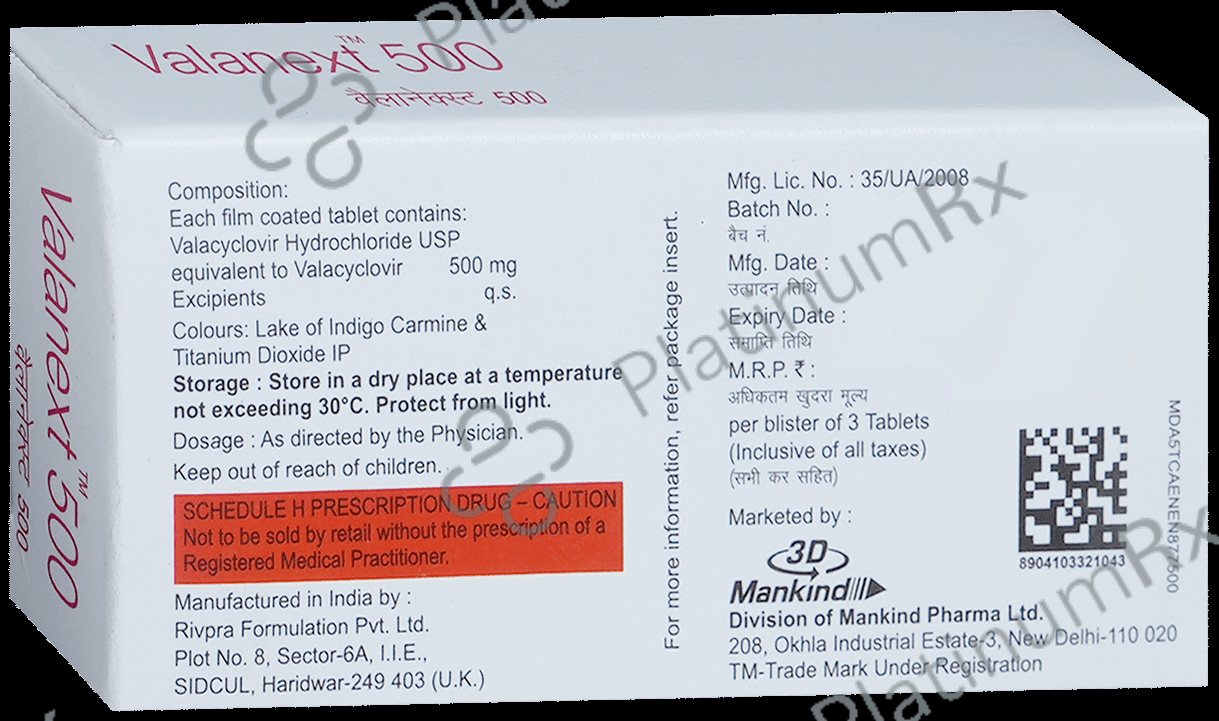 Valanext™ 500
वैलानेक्स्ट 500
Valanext™ 500
वैलानेक्स्ट 500
Composition:
Each film coated tablet contains:
Valacyclovir Hydrochloride USP
equivalent to Valacyclovir 500 mg
Excipients q.s.
Colours: Lake of Indigo Carmine &
Titanium Dioxide IP
Storage : Store in a dry place at a temperature
not exceeding 30°C. Protect from light.
Dosage : As directed by the Physician.
Keep out of reach of children.
SCHEDULE H PRESCRIPTION DRUG – CAUTION
Not to be sold by retail without the prescription of a
Registered Medical Practitioner.
Manufactured in India by :
Rivpra Formulation Pvt. Ltd.
Plot No. 8, Sector-6A, I.I.E.,
SIDCUL, Haridwar-249 403 (U.K.)
For more information, refer package insert.
Mfg. Lic. No. : 35/UA/2008
Batch No. :
बैच नं.
Mfg. Date :
उत्पादन तिथि
Expiry Date :
समाप्ति तिथि
M.R.P. ₹ :
अधिकतम खुदरा मूल्य
per blister of 3 Tablets
(Inclusive of all taxes)
(सभी कर सहित)
Marketed by :
3D
Mankind
Division of Mankind Pharma Ltd.
208, Okhla Industrial Estate-3, New Delhi-110 020
TM-Trade Mark Under Registration
8904103321043
MDA5TCAENEN877500
PlatinumRx
PlatinumRx
PlatinumRx